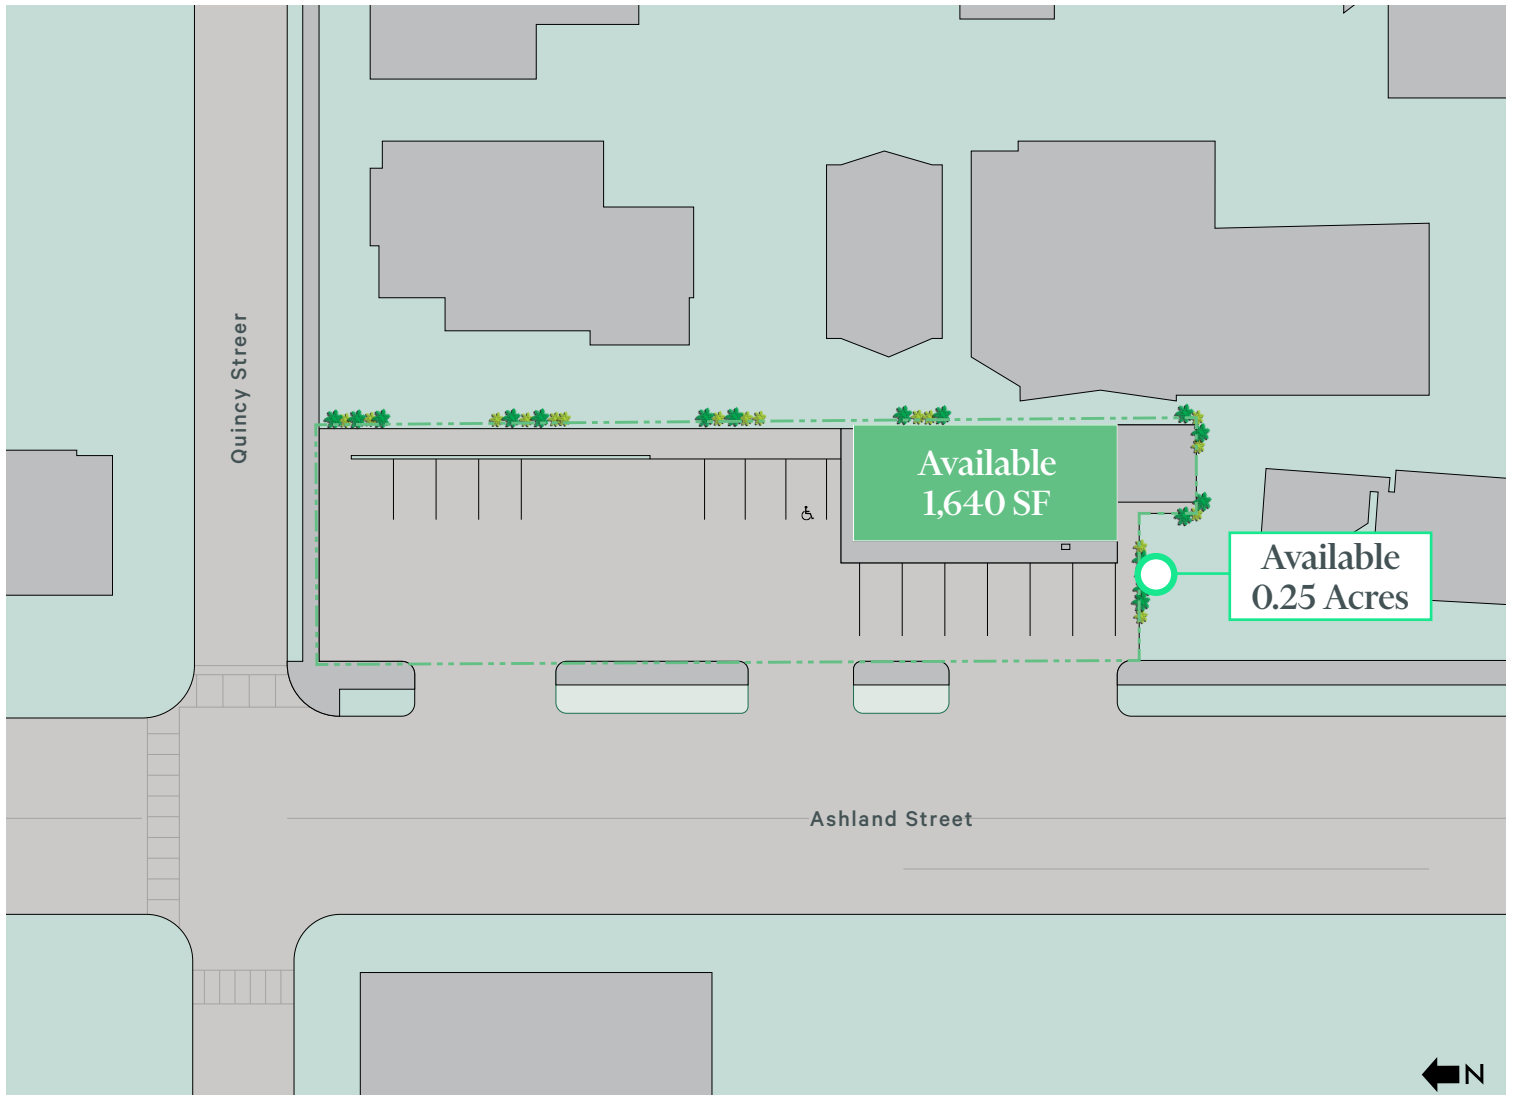 Quincy Streer
Available
1,640 SF
Available
0.25 Acres
Ashland Street
N